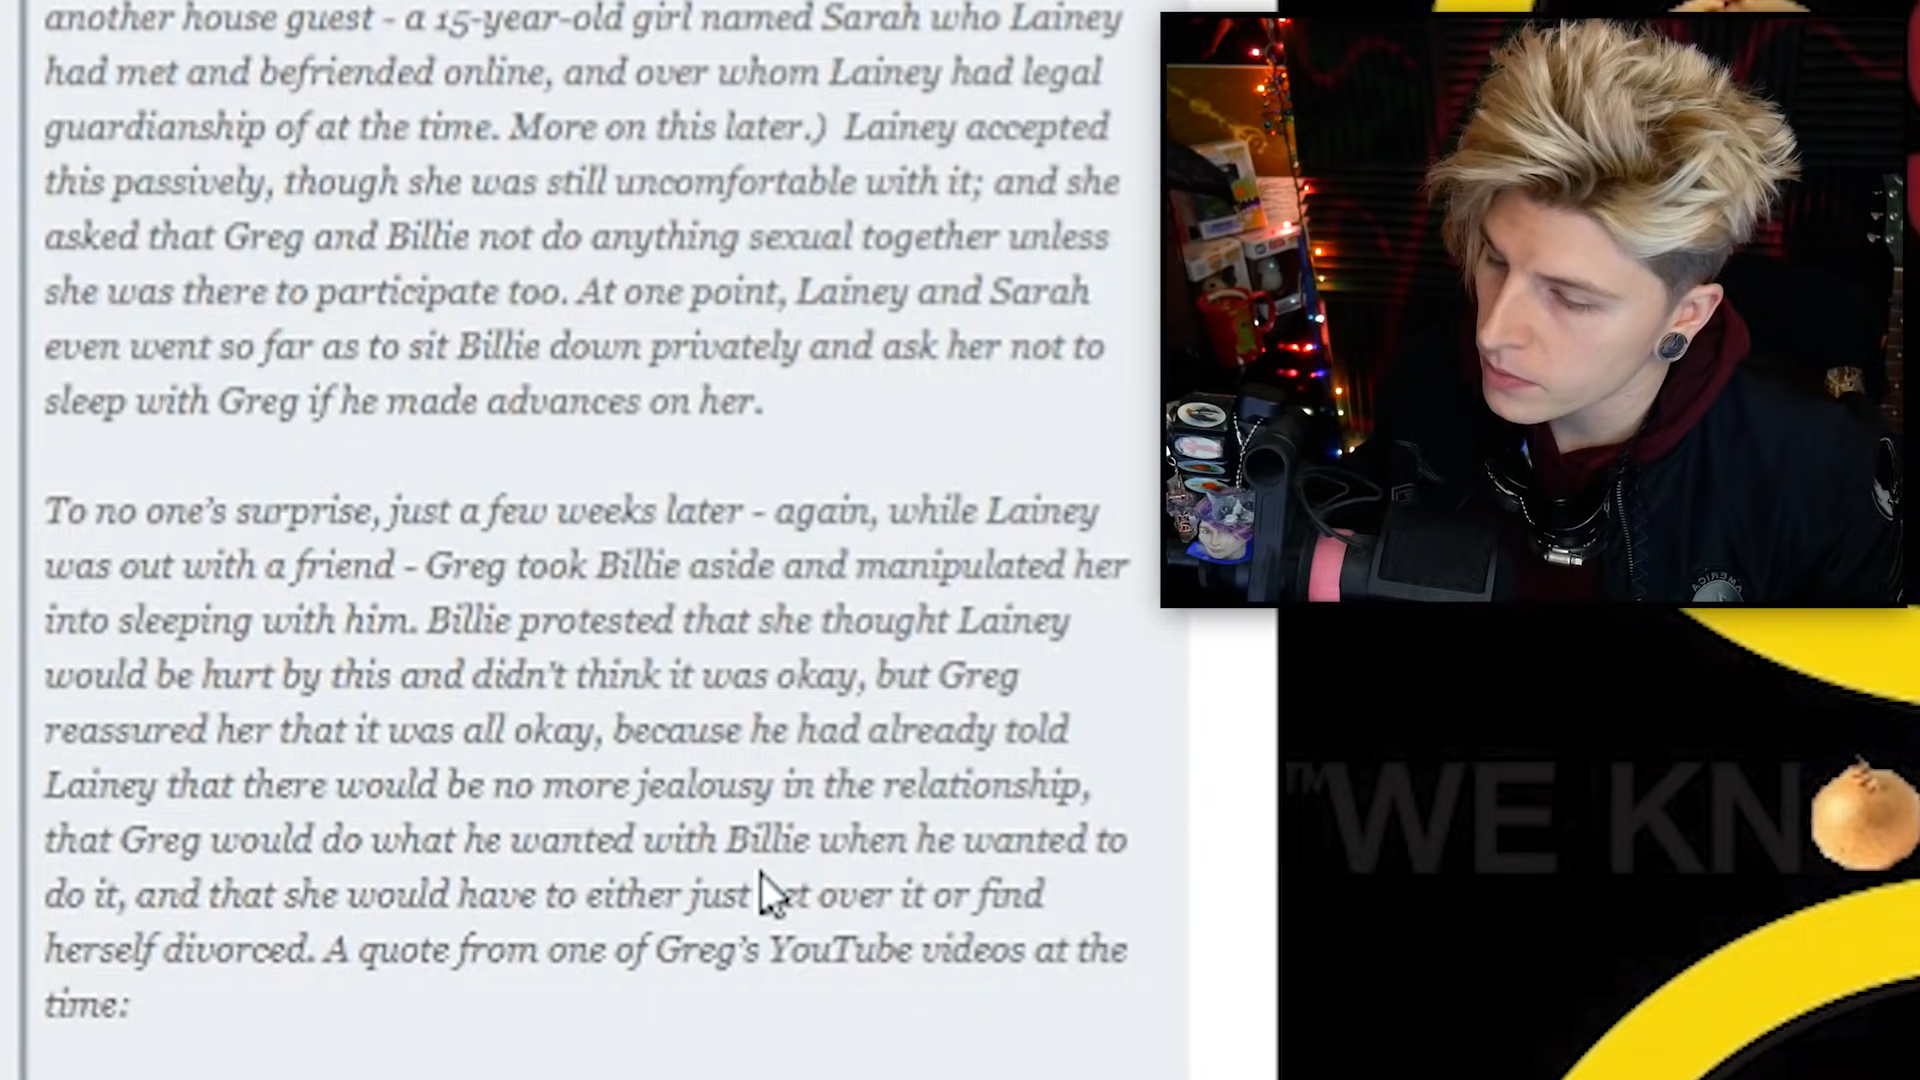 another house guest - a 15-year-old girl named Sarah who Lainey
had met and befriended online, and over whom Lainey had legal
guardianship of at the time. More on this later.) Lainey accepted
this passively, though she was still uncomfortable with it; and she
asked that Greg and Billie not do anything sexual together unless
she was there to participate too. At one point, Lainey and Sarah
even went so far as to sit Billie down privately and ask her not to
sleep with Greg if he made advances on her.
To no one's surprise, just a few weeks later - again, while Lainey
was out with a friend - Greg took Billie aside and manipulated her
into sleeping with him. Billie protested that she thought Lainey
would be hurt by this and didn't think it was okay, but Greg
reassured her that it was all okay, because he had already told
Lainey that there would be no more jealousy in the relationship,
that Greg would do what he wanted with Billie when he wanted to
do it, and that she would have to either just over it or find
herself divorced. A quote from one of Greg's YouTube videos at the
time:
™WE KN